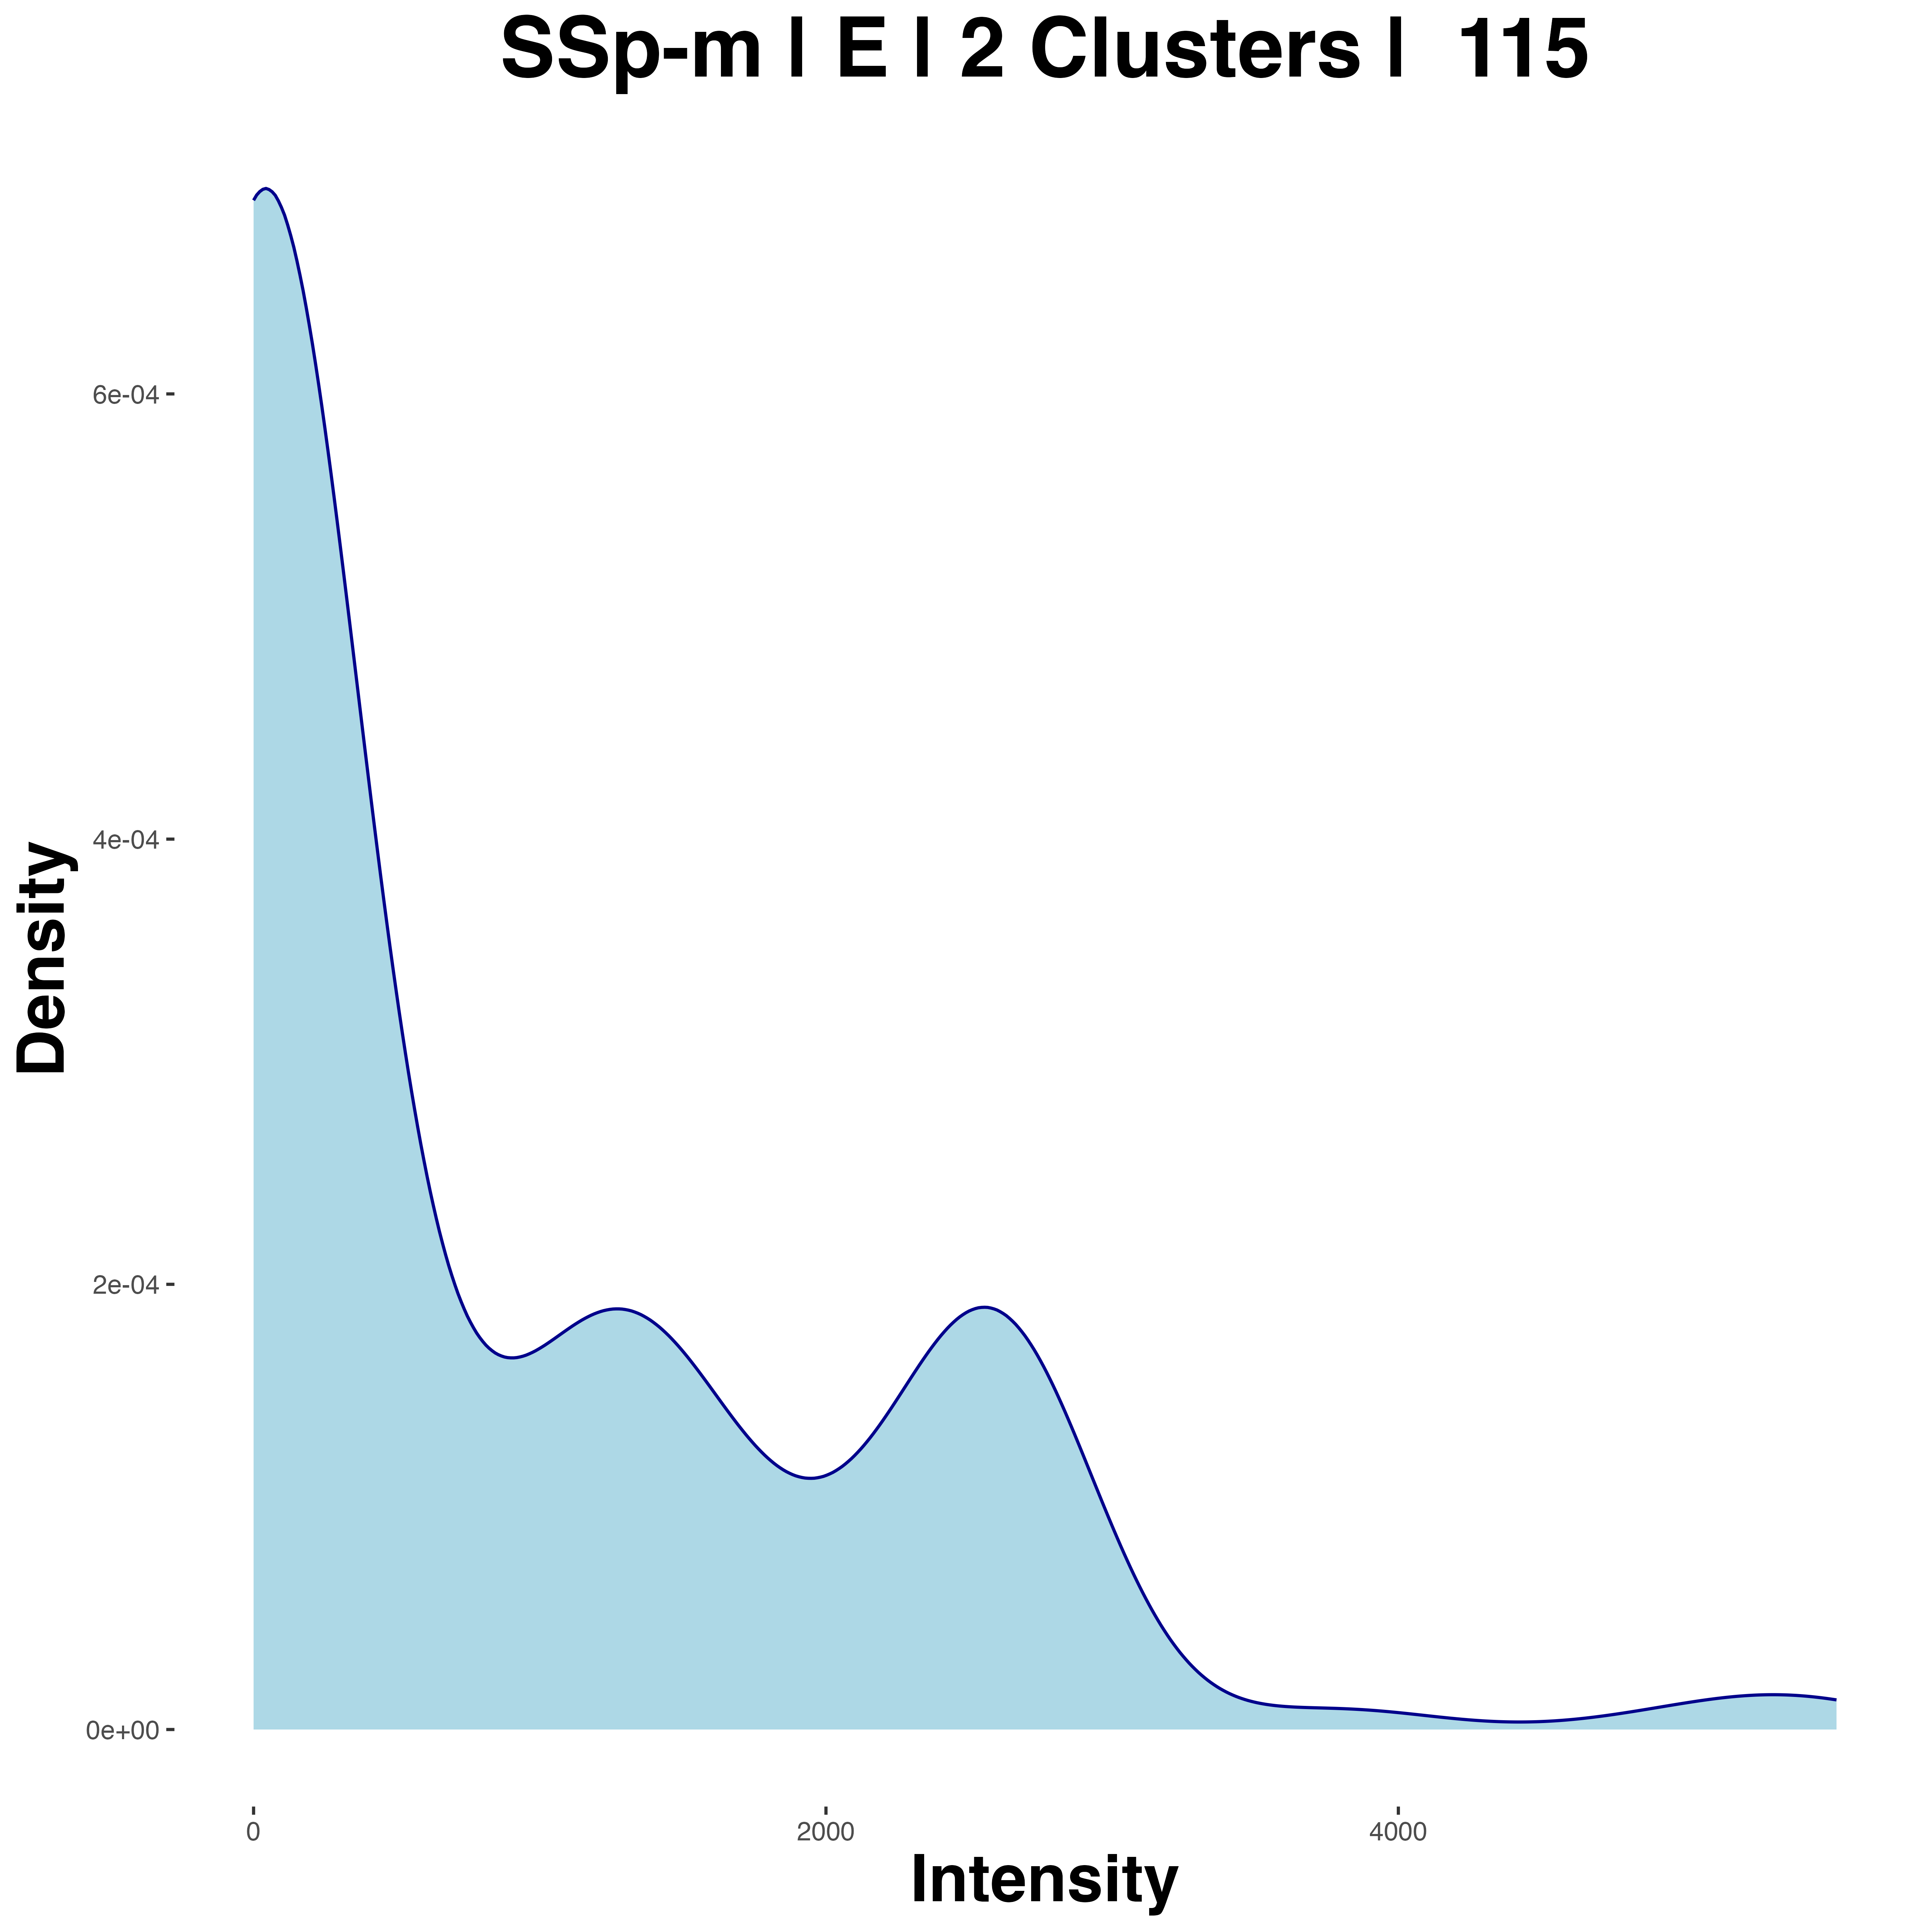 SSp-m | E | 2 Clusters | 115
6e-04
4e-04
2e-04
0e+00
Density
0 2000 4000
Intensity